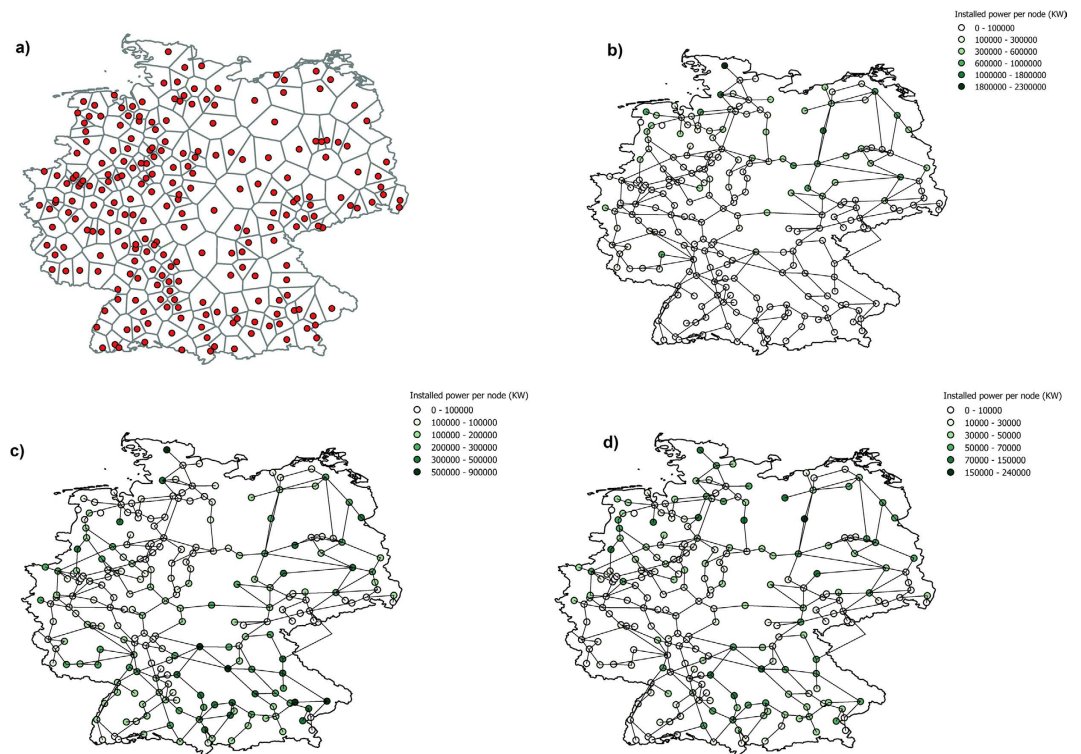 a)
b)
Installed power per node (KW)
0 - 100000
100000 - 300000
300000 - 600000
600000 - 1000000
1000000 - 1800000
1800000 - 2300000
c)
Installed power per node (KW)
0 - 100000
100000 - 100000
100000 - 200000
200000 - 300000
300000 - 500000
500000 - 900000
d)
Installed power per node (KW)
0 - 10000
10000 - 30000
30000 - 50000
50000 - 70000
70000 - 150000
150000 - 240000